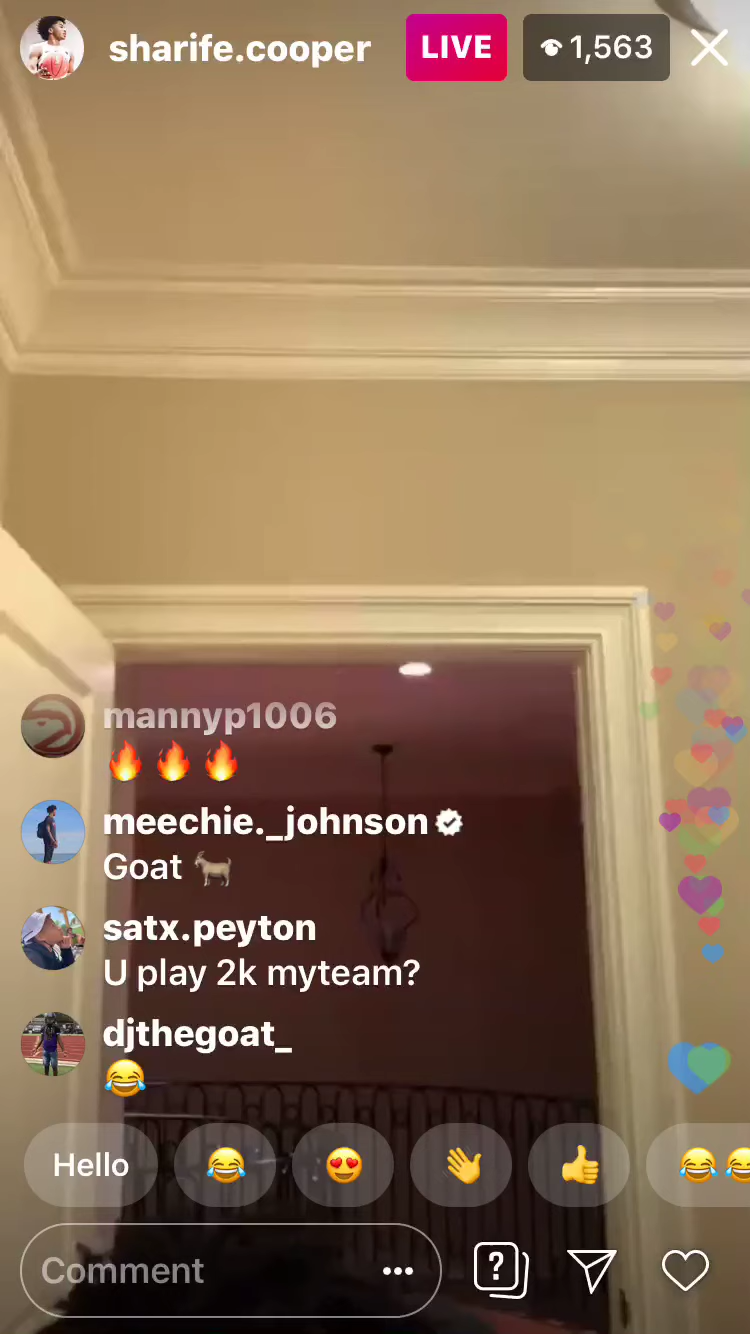 sharife.cooper LIVE 1,563
mannyp1006
🔥 🔥 🔥
meechie._johnson
Goat 🐐
satx.peyton
U play 2k myteam?
djthegoat_
😂
Hello 😂 😍 👋 👍 😂 😂
Comment ... ?